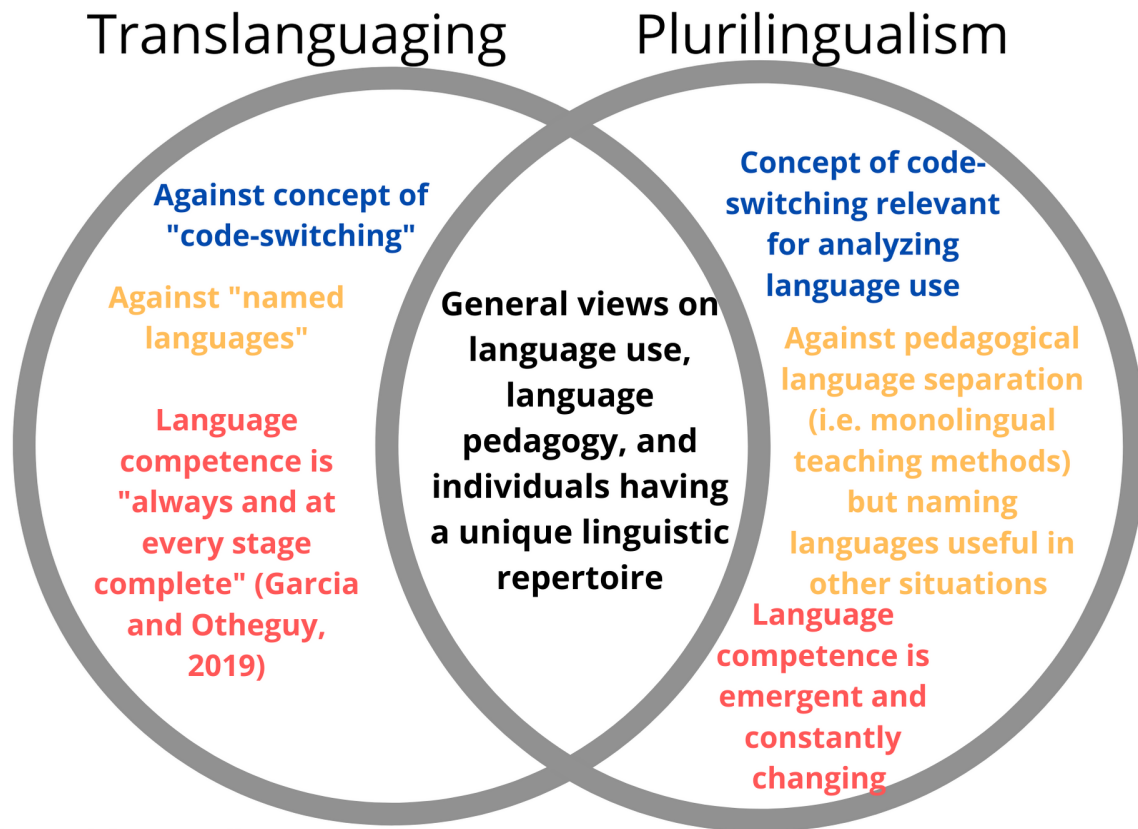 Translanguaging
Plurilingualism
Against concept of
"code-switching"
Against "named
languages"
Language
competence is
"always and at
every stage
complete" (Garcia
and Otheguy,
2019)
General views on
language use,
language
pedagogy, and
individuals having
a unique linguistic
repertoire
Concept of code-
switching relevant
for analyzing
language use
Against pedagogical
language separation
(i.e. monolingual
teaching methods)
but naming
languages useful in
other situations
Language
competence is
emergent and
constantly
changing